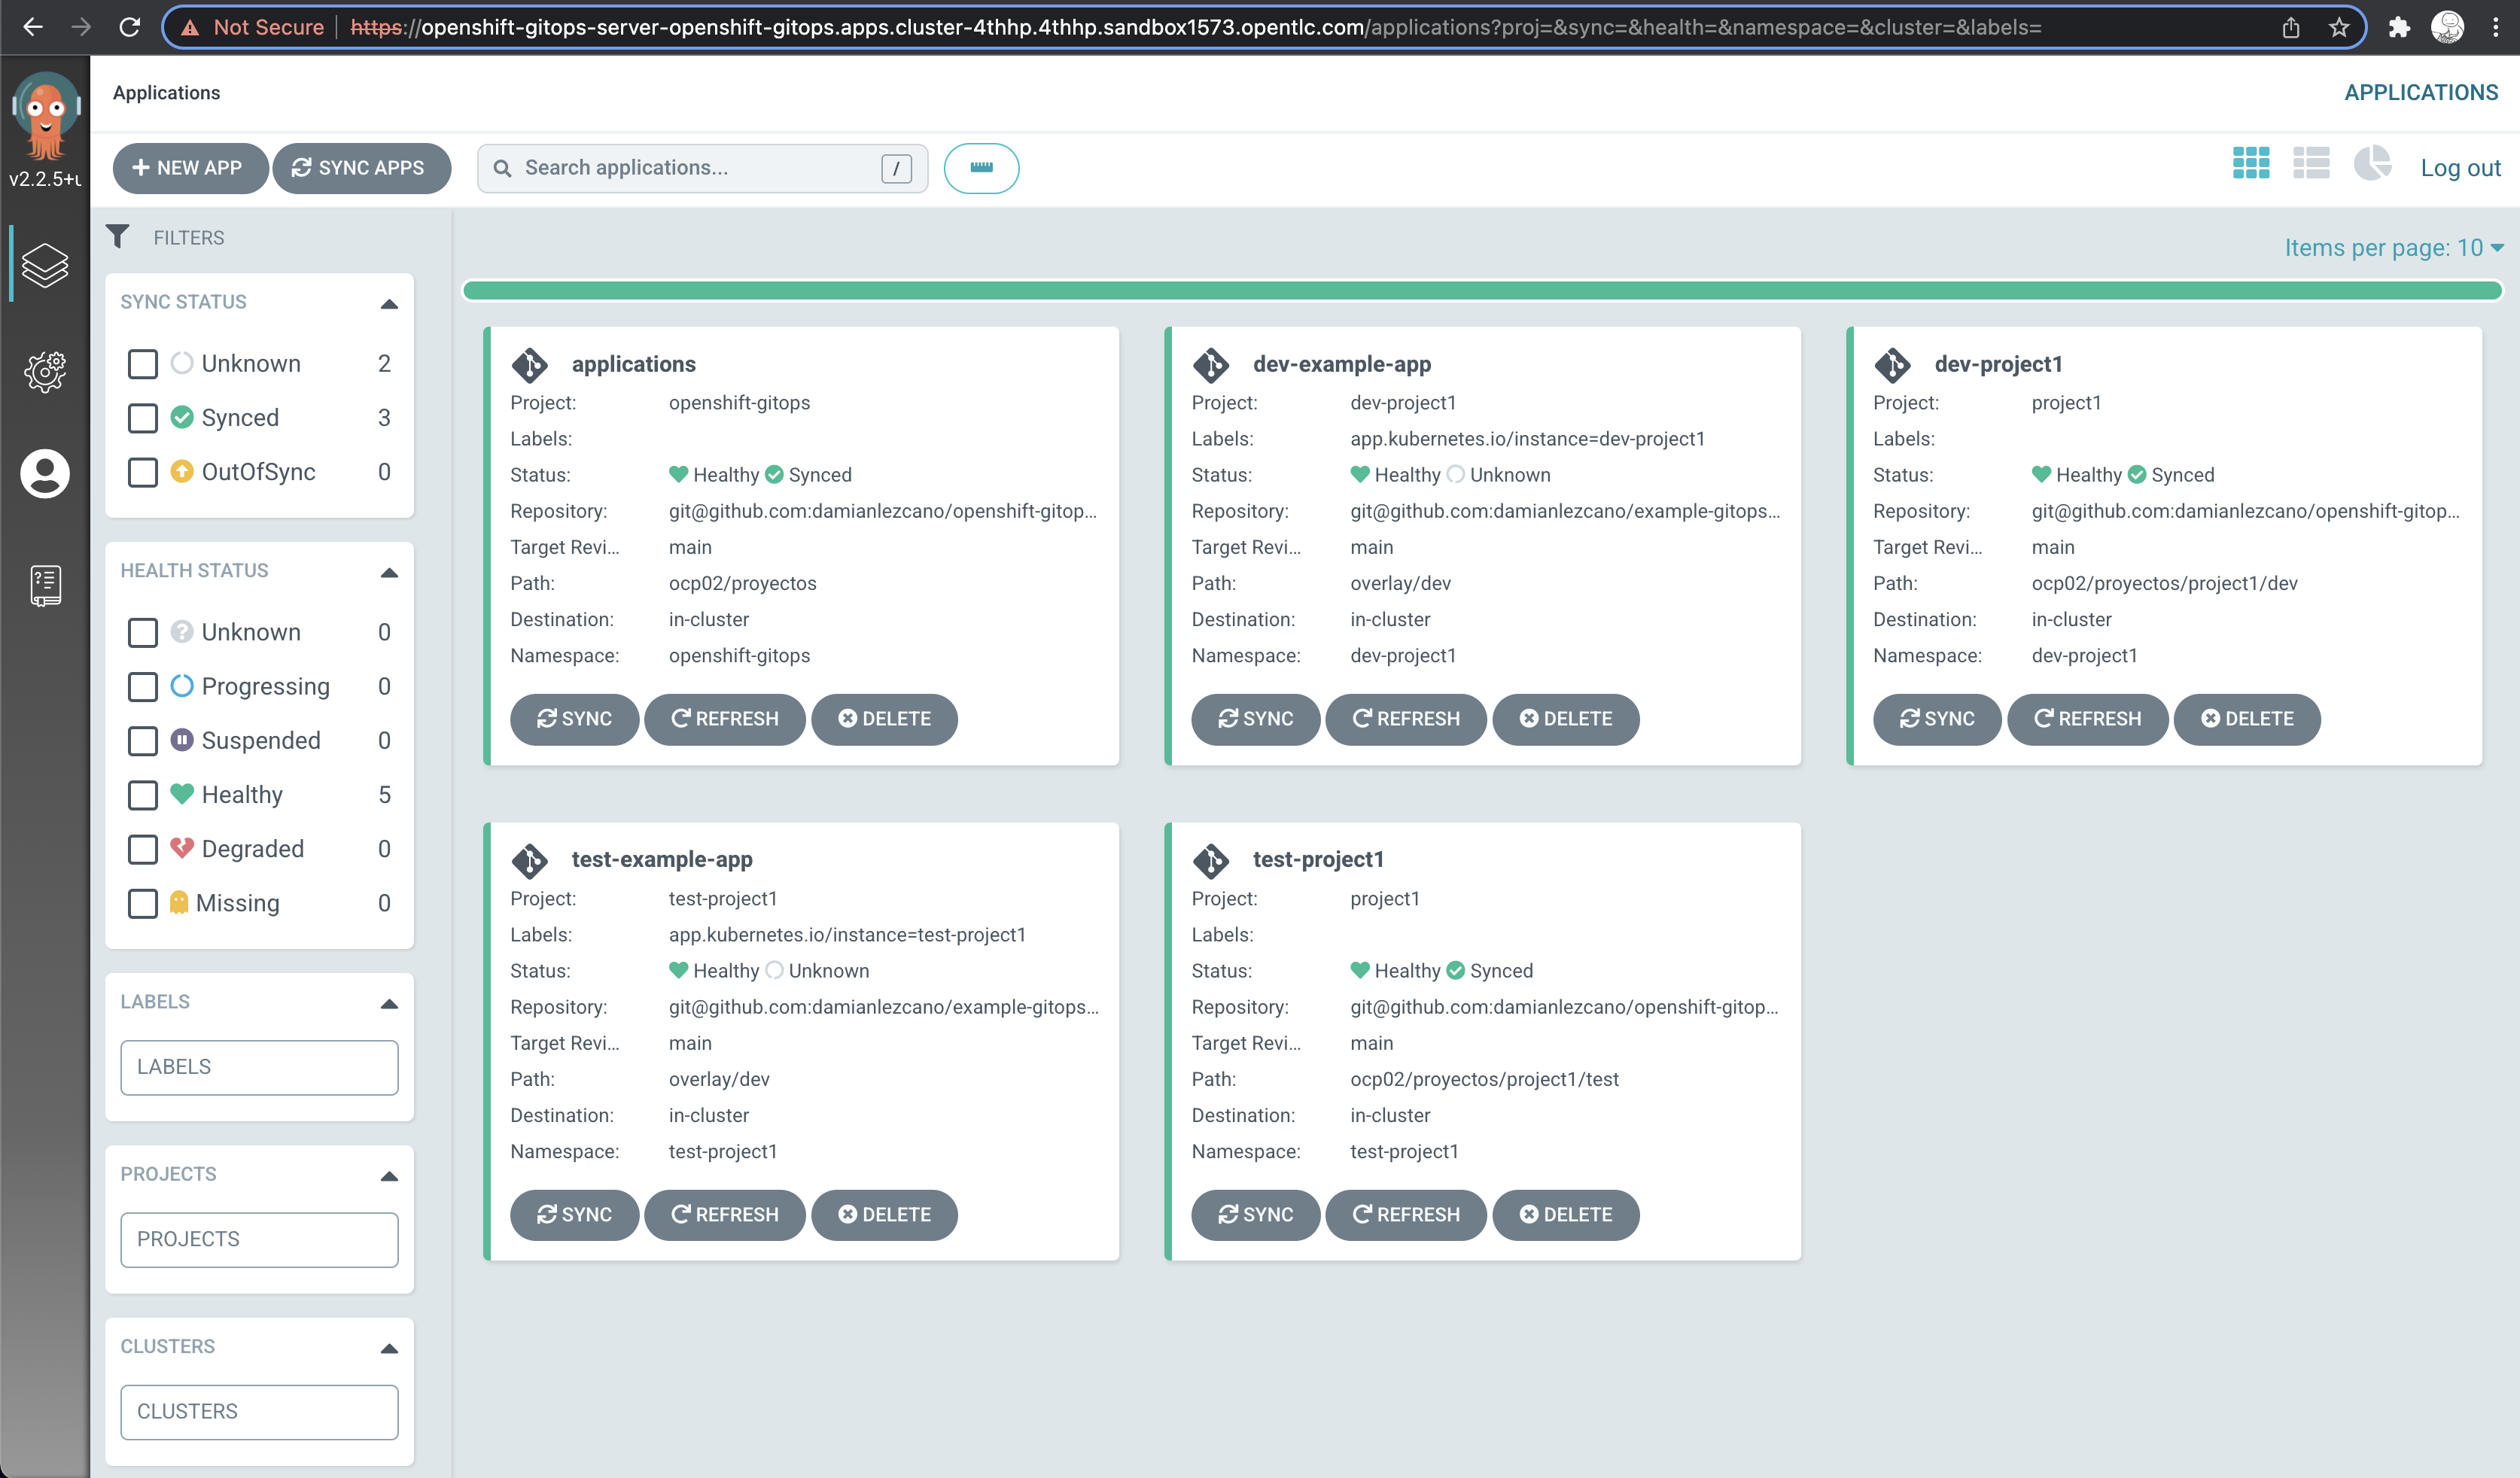 Not Secure https://openshift-gitops-server-openshift-gitops.apps.cluster-4thhp.4thhp.sandbox1573.opentlc.com/applications?proj=&sync=&health=&namespace=&cluster=&labels=
v2.2.5+u
Applications
APPLICATIONS
NEW APP
SYNC APPS
Search applications...
/
Log out
FILTERS
SYNC STATUS
Unknown 2
Synced 3
OutOfSync 0
HEALTH STATUS
Unknown 0
Progressing 0
Suspended 0
Healthy 5
Degraded 0
Missing 0
LABELS
LABELS
PROJECTS
PROJECTS
CLUSTERS
CLUSTERS
Items per page: 10
applications
Project: openshift-gitops
Labels:
Status: Healthy Synced
Repository: git@github.com:damianlezcano/openshift-gitop...
Target Revi... main
Path: ocp02/proyectos
Destination: in-cluster
Namespace: openshift-gitops
SYNC REFRESH DELETE
dev-example-app
Project: dev-project1
Labels: app.kubernetes.io/instance=dev-project1
Status: Healthy Unknown
Repository: git@github.com:damianlezcano/example-gitops...
Target Revi... main
Path: overlay/dev
Destination: in-cluster
Namespace: dev-project1
SYNC REFRESH DELETE
dev-project1
Project: project1
Labels:
Status: Healthy Synced
Repository: git@github.com:damianlezcano/openshift-gitop...
Target Revi... main
Path: ocp02/proyectos/project1/dev
Destination: in-cluster
Namespace: dev-project1
SYNC REFRESH DELETE
test-example-app
Project: test-project1
Labels: app.kubernetes.io/instance=test-project1
Status: Healthy Unknown
Repository: git@github.com:damianlezcano/example-gitops...
Target Revi... main
Path: overlay/dev
Destination: in-cluster
Namespace: test-project1
SYNC REFRESH DELETE
test-project1
Project: project1
Labels:
Status: Healthy Synced
Repository: git@github.com:damianlezcano/openshift-gitop...
Target Revi... main
Path: ocp02/proyectos/project1/test
Destination: in-cluster
Namespace: test-project1
SYNC REFRESH DELETE